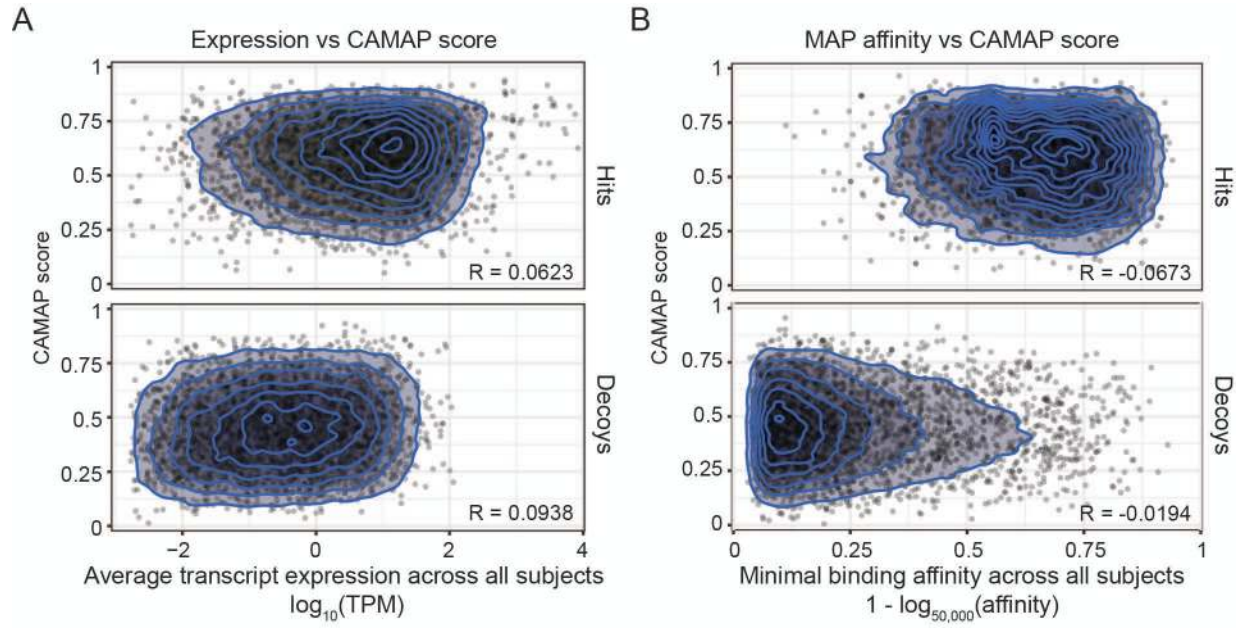 A
B
Expression vs CAMAP score
MAP affinity vs CAMAP score
CAMAP score
1
0.75
0.5
0.25
0
R = 0.0623
Hits
1
0.75
0.5
0.25
0
R = 0.0938
Decoys
−2
0
2
4
Average transcript expression across all subjects
log10(TPM)
CAMAP score
1
0.75
0.5
0.25
0
R = -0.0673
Hits
1
0.75
0.5
0.25
0
R = -0.0194
Decoys
0
0.25
0.5
0.75
1
Minimal binding affinity across all subjects
1 - log50,000(affinity)